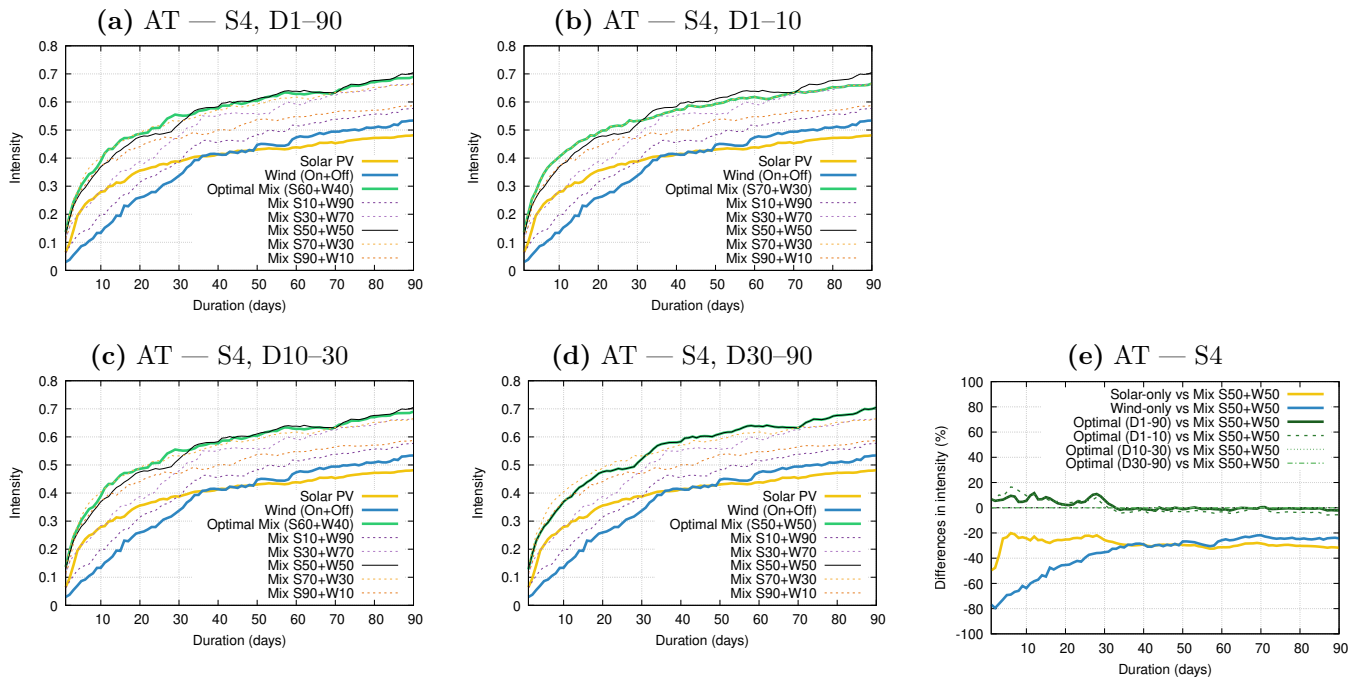 (a) AT — S4, D1–90
0.8
0.7
0.6
0.5
0.4
0.3
0.2
0.1
0
Intensity
Solar PV
Wind (On+Off)
Optimal Mix (S60+W40)
Mix S10+W90
Mix S30+W70
Mix S50+W50
Mix S70+W30
Mix S90+W10
10 20 30 40 50 60 70 80 90
Duration (days)
(b) AT — S4, D1–10
0.8
0.7
0.6
0.5
0.4
0.3
0.2
0.1
0
Intensity
Solar PV
Wind (On+Off)
Optimal Mix (S70+W30)
Mix S10+W90
Mix S30+W70
Mix S50+W50
Mix S70+W30
Mix S90+W10
10 20 30 40 50 60 70 80 90
Duration (days)
(c) AT — S4, D10–30
0.8
0.7
0.6
0.5
0.4
0.3
0.2
0.1
0
Intensity
Solar PV
Wind (On+Off)
Optimal Mix (S60+W40)
Mix S10+W90
Mix S30+W70
Mix S50+W50
Mix S70+W30
Mix S90+W10
10 20 30 40 50 60 70 80 90
Duration (days)
(d) AT — S4, D30–90
0.8
0.7
0.6
0.5
0.4
0.3
0.2
0.1
0
Intensity
Solar PV
Wind (On+Off)
Optimal Mix (S50+W50)
Mix S10+W90
Mix S30+W70
Mix S50+W50
Mix S70+W30
Mix S90+W10
10 20 30 40 50 60 70 80 90
Duration (days)
(e) AT — S4
100
80
60
40
20
0
-20
-40
-60
-80
-100
Differences in intensity (%)
Solar-only vs Mix S50+W50
Wind-only vs Mix S50+W50
Optimal (D1-90) vs Mix S50+W50
Optimal (D1-10) vs Mix S50+W50
Optimal (D10-30) vs Mix S50+W50
Optimal (D30-90) vs Mix S50+W50
10 20 30 40 50 60 70 80 90
Duration (days)